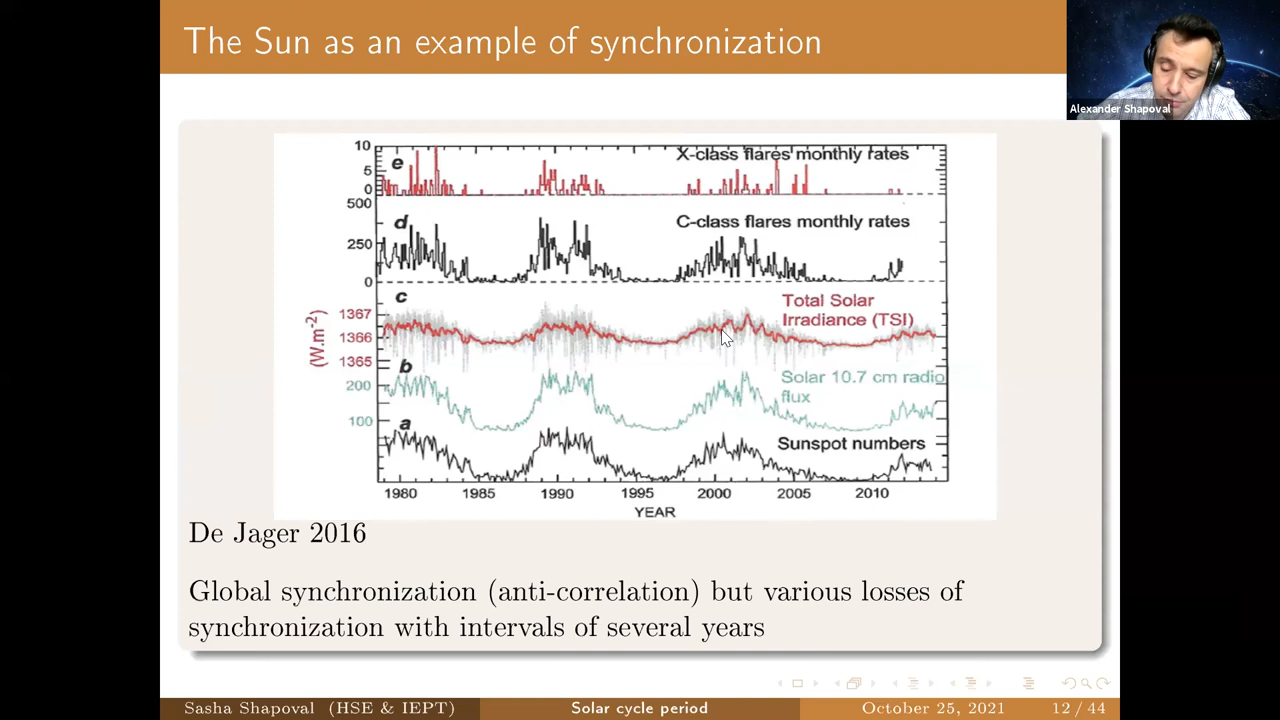 The Sun as an example of synchronization
Alexander Shapoval
10
5
0
e
X-class flares monthly rates
500
250
0
d
C-class flares monthly rates
c
Total Solar
Irradiance (TSI)
1367
1366
1365
(W.m-2)
b
Solar 10.7 cm radio
flux
200
100
a
Sunspot numbers
1980 1985 1990 1995 2000 2005 2010
YEAR
De Jager 2016
Global synchronization (anti-correlation) but various losses of
synchronization with intervals of several years
Sasha Shapoval (HSE & IEPT) Solar cycle period October 25, 2021 12 / 44